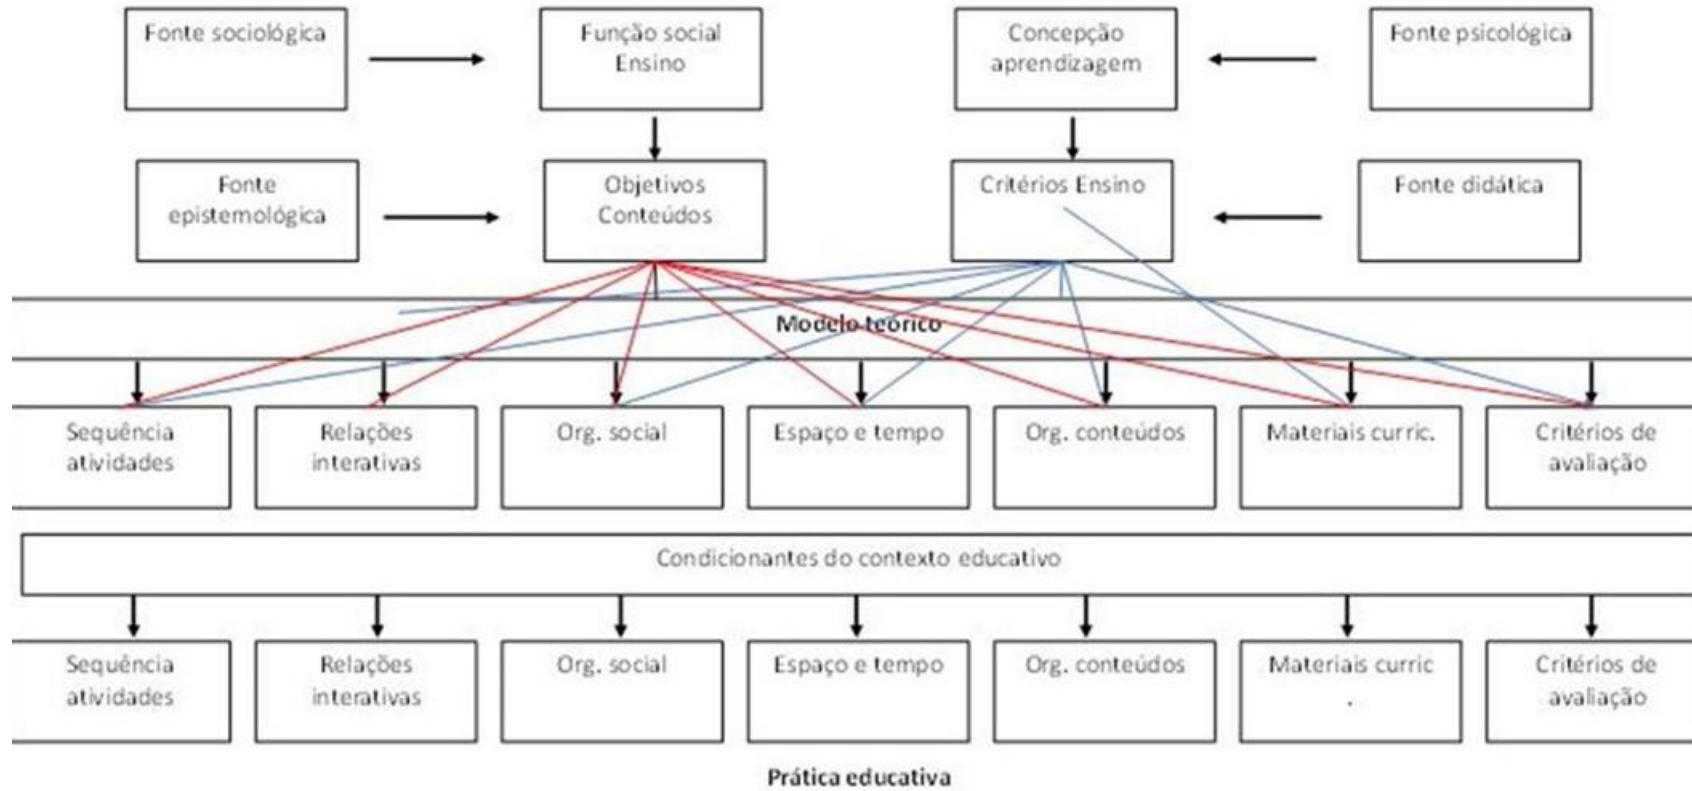 Fonte sociológica
Função social
Ensino
Concepção
aprendizagem
Fonte psicológica
Fonte
epistemológica
Objetivos
Conteúdos
Critérios Ensino
Fonte didática
Modelo teórico
Sequência
atividades
Relações
interativas
Org. social
Espaço e tempo
Org. conteúdos
Materiais curric.
Critérios de
avaliação
Condicionantes do contexto educativo
Sequência
atividades
Relações
interativas
Org. social
Espaço e tempo
Org. conteúdos
Materiais curric
.
Critérios de
avaliação
Prática educativa